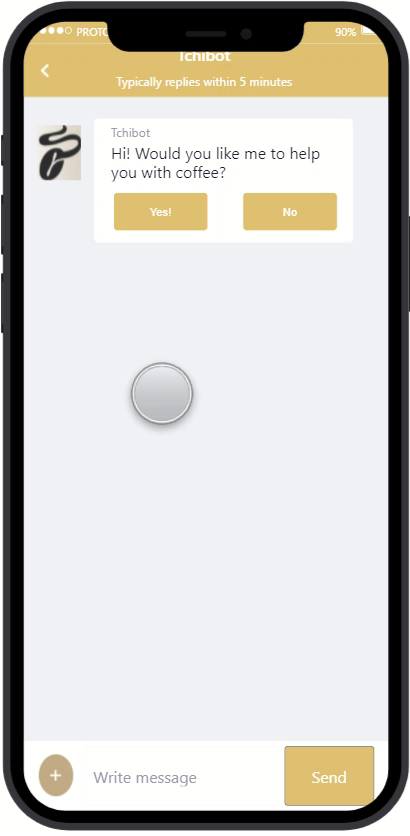 PROTO 90%
Tchibot
Typically replies within 5 minutes
Tchibot
Hi! Would you like me to help
you with coffee?
Yes! No
Write message Send